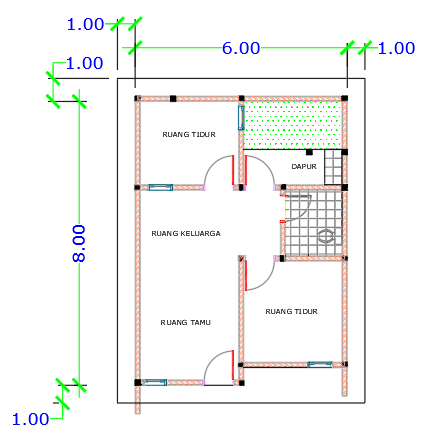 1.00
6.00
1.00
1.00
RUANG TIDUR
DAPUR
RUANG KELUARGA
8.00
RUANG TIDUR
RUANG TAMU
1.00